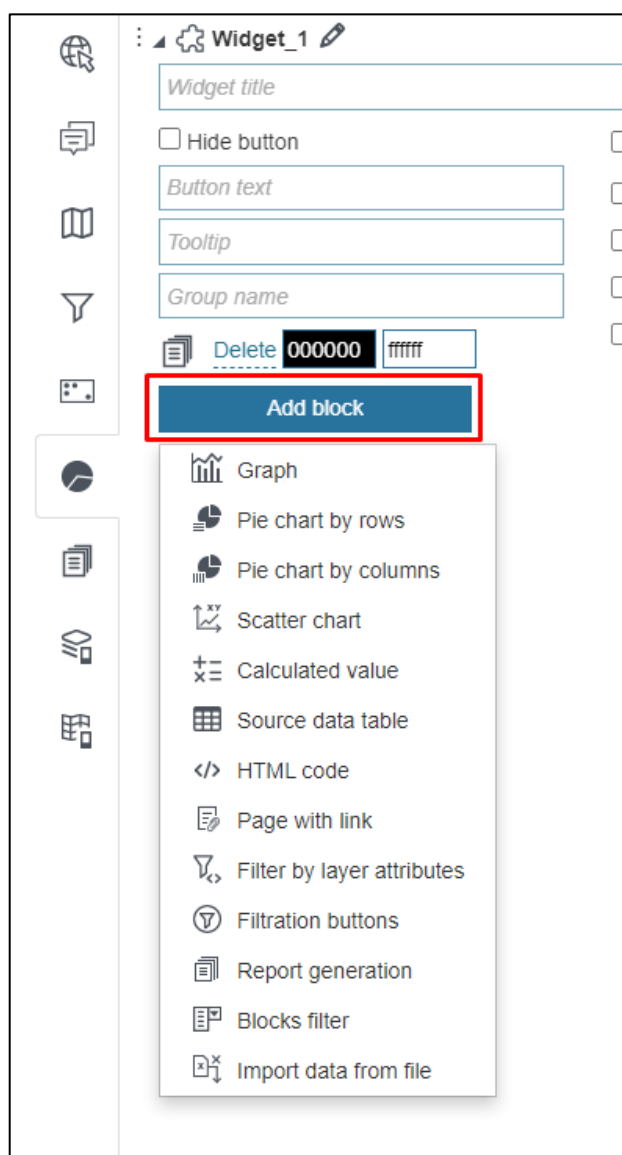 Widget_1
Widget title
Hide button
Button text
Tooltip
Group name
Delete 000000 ffffff
Add block
Graph
Pie chart by rows
Pie chart by columns
Scatter chart
Calculated value
Source data table
HTML code
Page with link
Filter by layer attributes
Filtration buttons
Report generation
Blocks filter
Import data from file